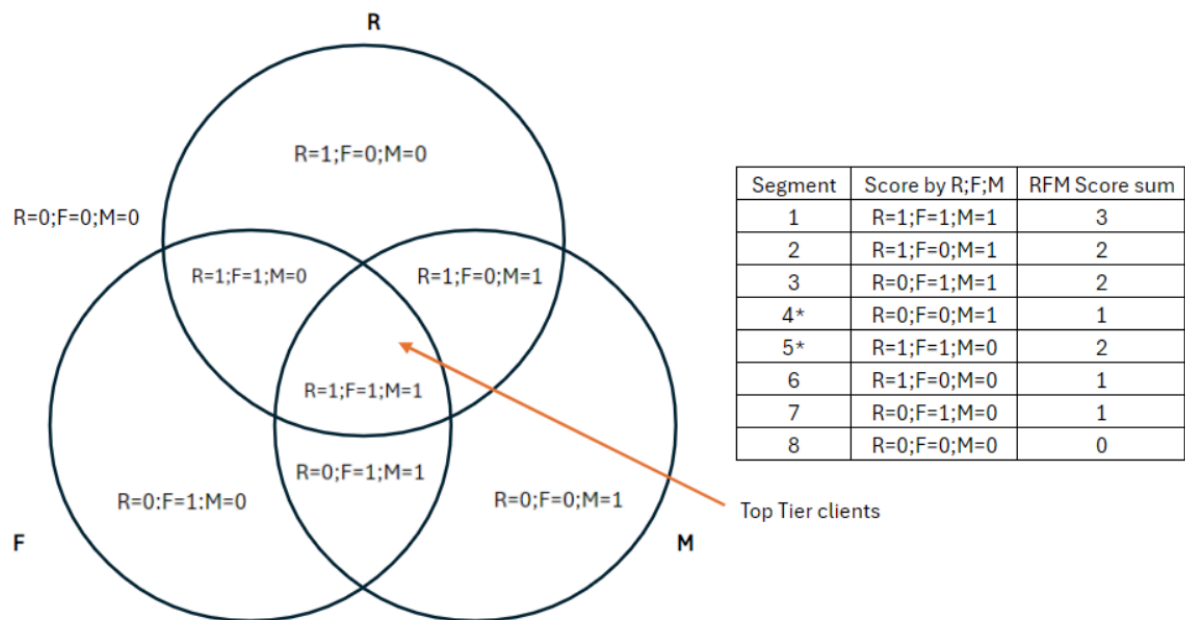 R
R=1;F=0;M=0
R=0;F=0;M=0
R=1;F=1;M=0
R=1;F=0;M=1
R=1;F=1;M=1
R=0;F=1;M=1
R=0:F=1:M=0
R=0;F=0;M=1
F
M
Top Tier clients
Segment Score by R;F;M RFM Score sum
1 R=1;F=1;M=1 3
2 R=1;F=0;M=1 2
3 R=0;F=1;M=1 2
4* R=0;F=0;M=1 1
5* R=1;F=1;M=0 2
6 R=1;F=0;M=0 1
7 R=0;F=1;M=0 1
8 R=0;F=0;M=0 0